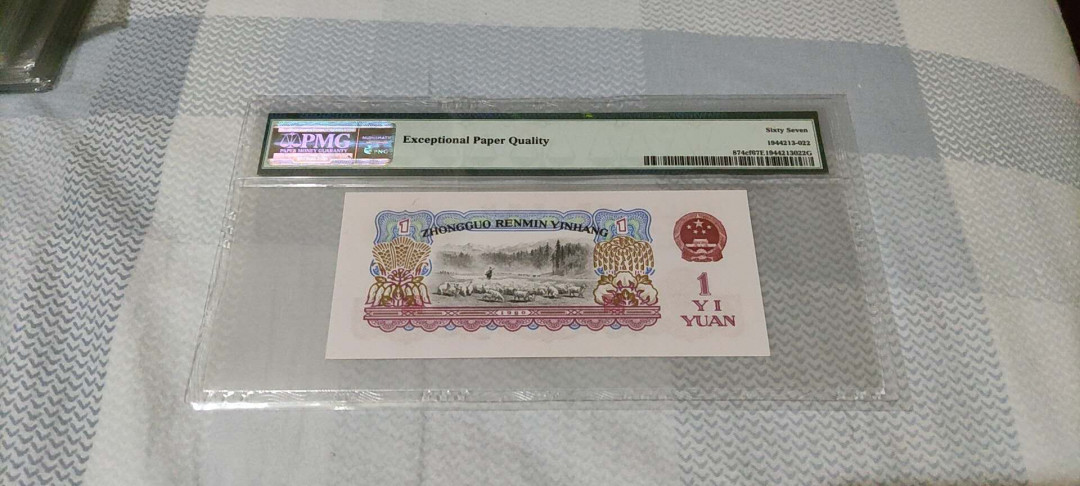 PMG
PAPER MONEY GUARANTY
Exceptional Paper Quality
Sixty Seven
1944213-022
874cf67E1944213022G
1
ZHONGGUO RENMIN YINHANG
1
1960
1
YI
YUAN